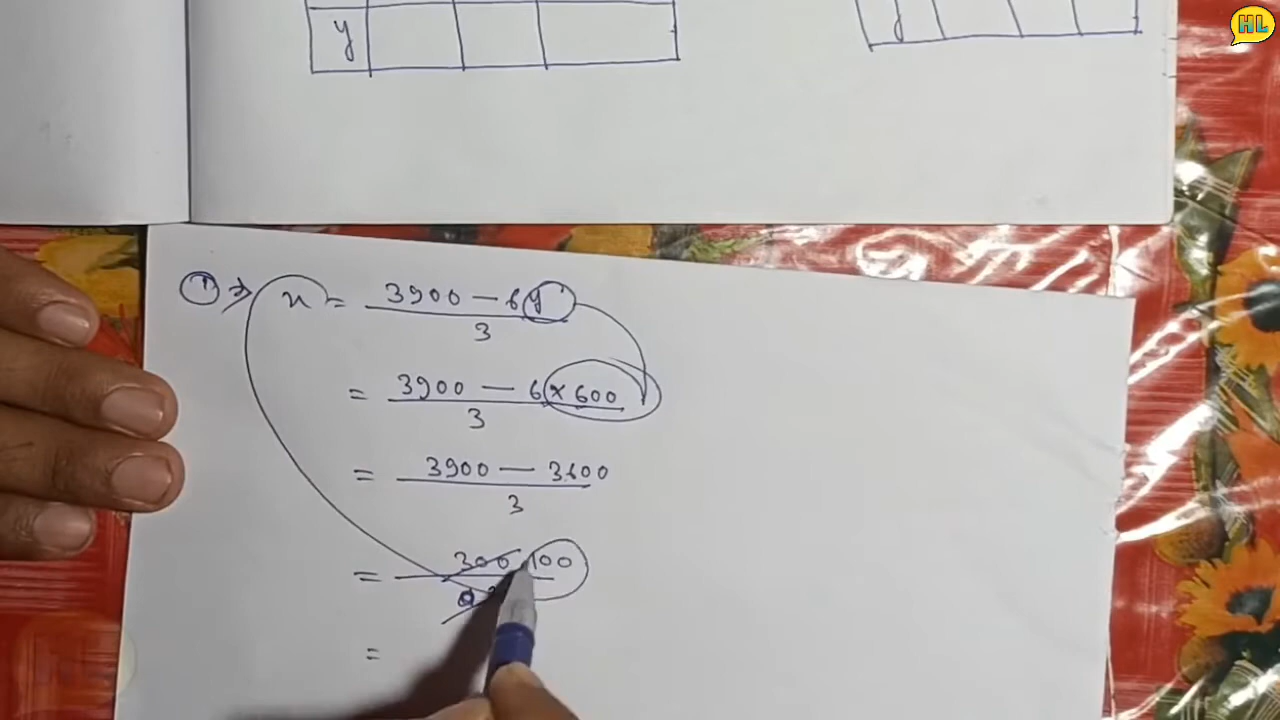 HL
y
y
① ⇒ x = 3900 — 6y / 3
= 3900 — 6 × 600 / 3
= 3900 — 3600 / 3
= 300 100
=